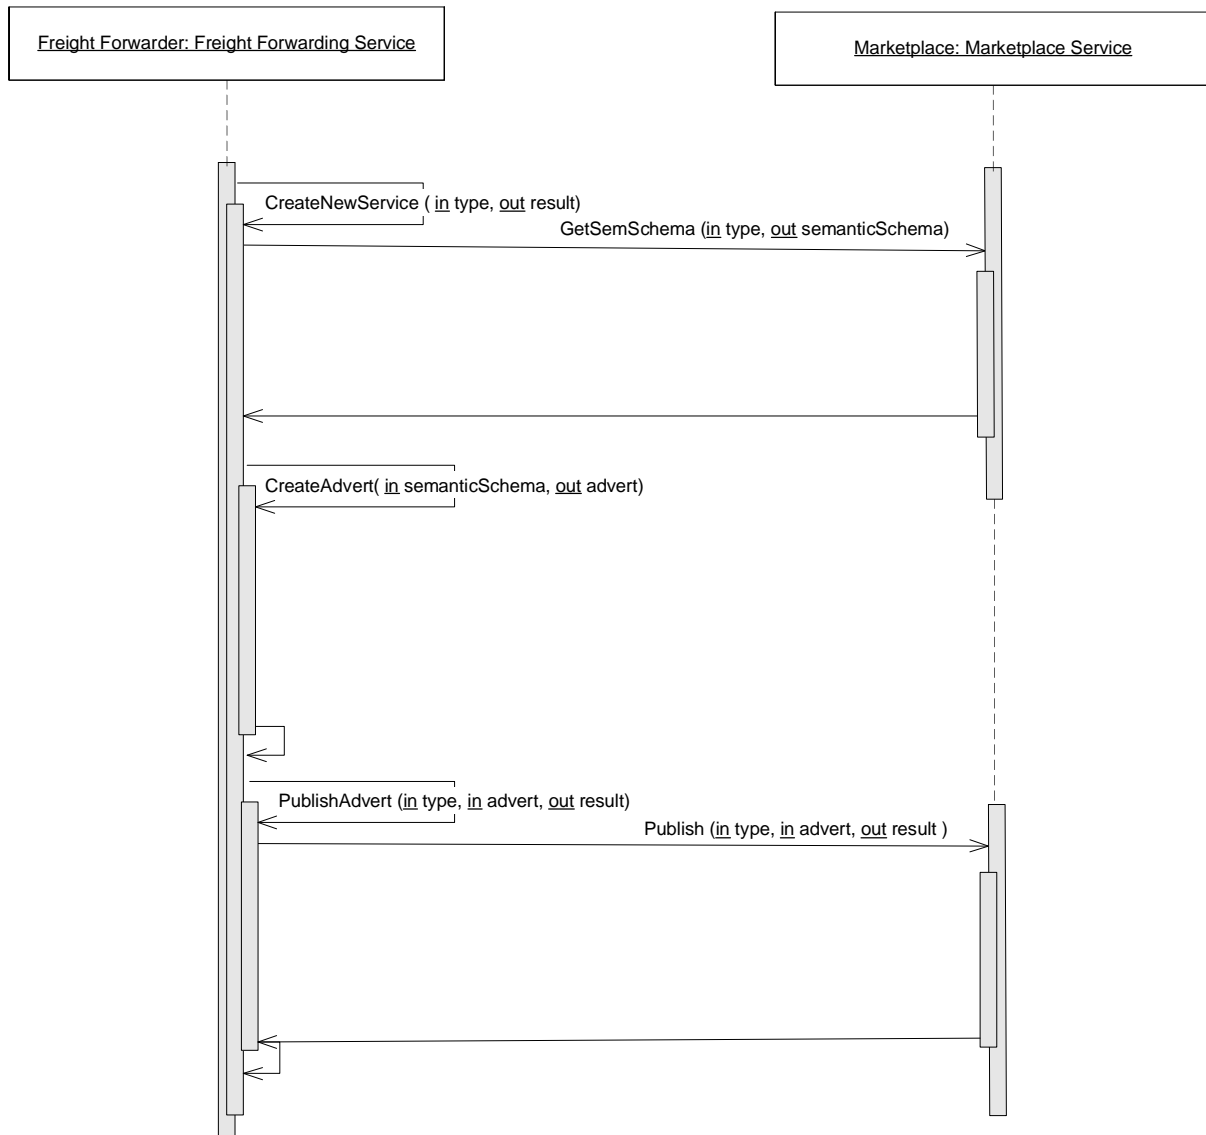 Freight Forwarder: Freight Forwarding Service
Marketplace: Marketplace Service
CreateNewService ( in type, out result)
GetSemSchema (in type, out semanticSchema)
CreateAdvert( in semanticSchema, out advert)
PublishAdvert (in type, in advert, out result)
Publish (in type, in advert, out result )